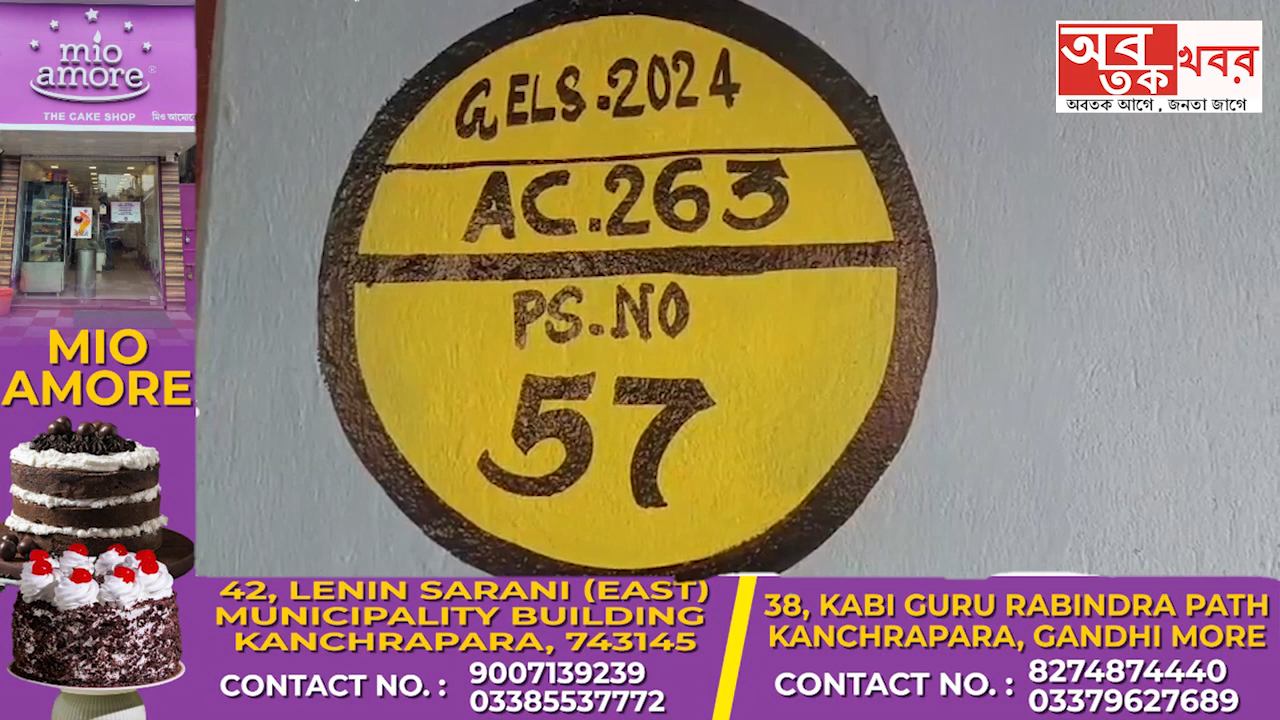 mio
amore
THE CAKE SHOP
MIO
AMORE
GELS.2024
AC.263
PS.NO
57
অব
তক খবর
অবতক আগে , জনতা জাগে
42, LENIN SARANI (EAST)
MUNICIPALITY BUILDING
KANCHRAPARA, 743145
CONTACT NO. : 9007139239
03385537772
38, KABI GURU RABINDRA PATH
KANCHRAPARA, GANDHI MORE
CONTACT NO. : 8274874440
03379627689